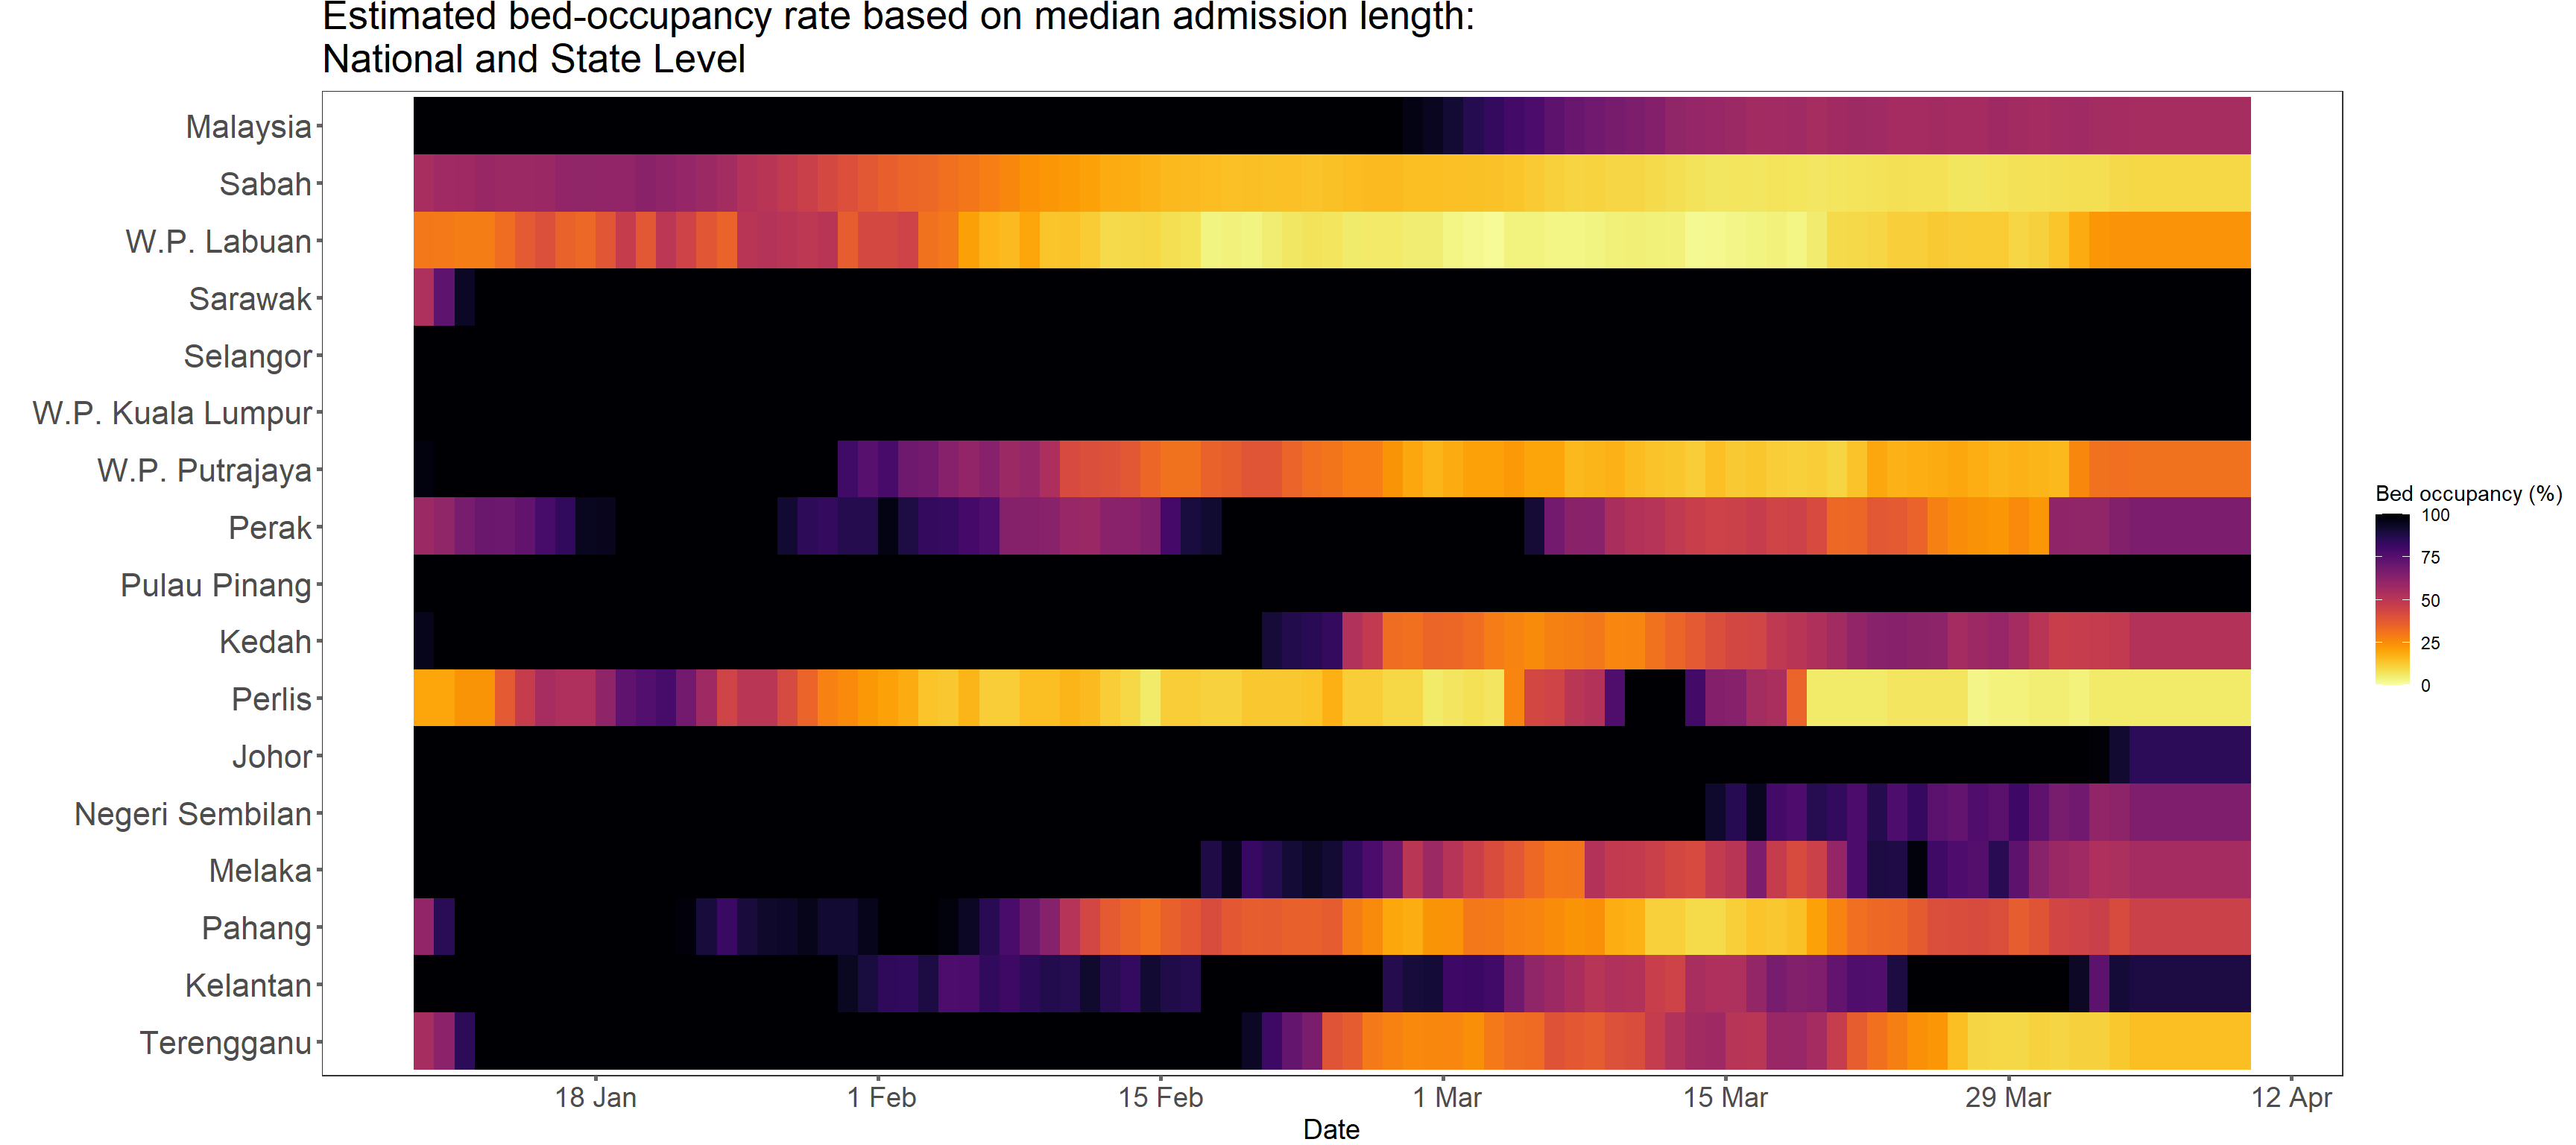 Estimated bed-occupancy rate based on median admission length:
National and State Level
Malaysia
Sabah
W.P. Labuan
Sarawak
Selangor
W.P. Kuala Lumpur
W.P. Putrajaya
Perak
Pulau Pinang
Kedah
Perlis
Johor
Negeri Sembilan
Melaka
Pahang
Kelantan
Terengganu
18 Jan 1 Feb 15 Feb 1 Mar 15 Mar 29 Mar 12 Apr
Date
Bed occupancy (%)
100
75
50
25
0